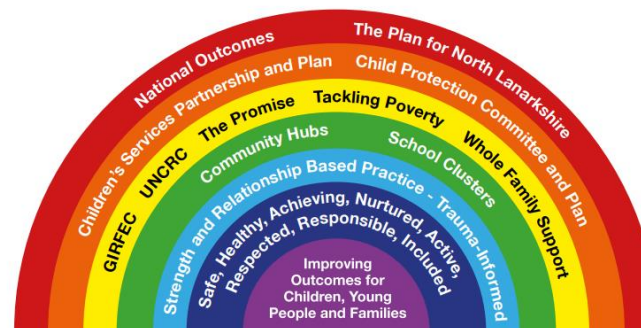 National Outcomes The Plan for North Lanarkshire
Children's Services Partnership and Plan Child Protection Committee and Plan
GIRFEC UNCRC The Promise Tackling Poverty Whole Family Support
Community Hubs School Clusters
Strength and Relationship Based Practice - Trauma-Informed
Safe, Healthy, Achieving, Nurtured, Active,
Respected, Responsible, Included
Improving
Outcomes for
Children, Young
People and Families